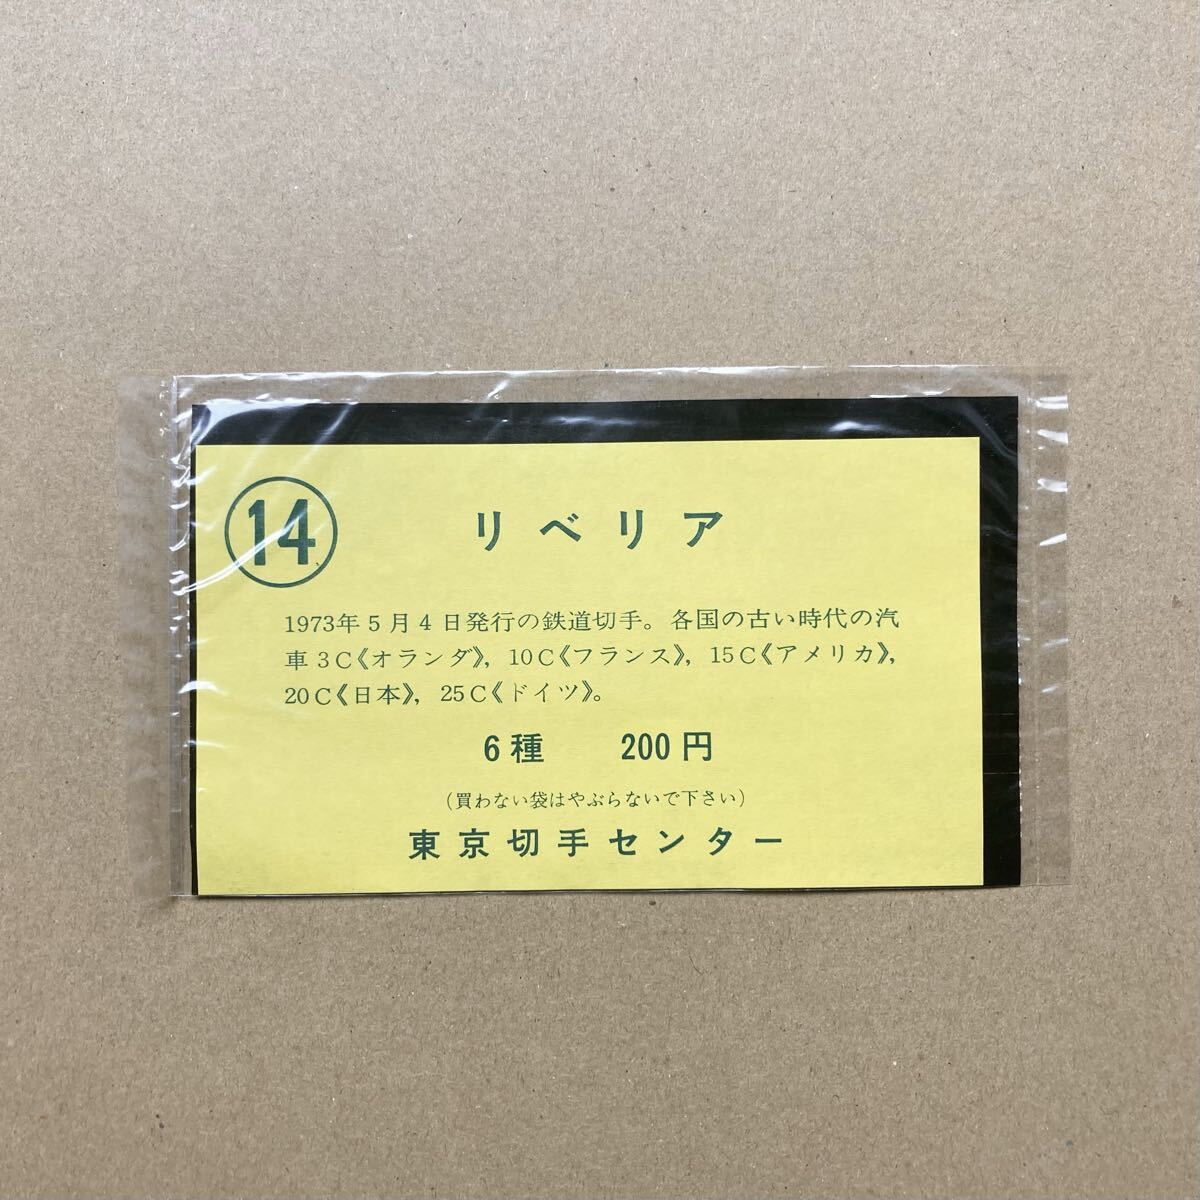 14
リベリア
1973年5月4日発行の鉄道切手。各国の古い時代の汽
車3C《オランダ》，10C《フランス》，15C《アメリカ》，
20C《日本》，25C《ドイツ》。
6種 200円
（買わない袋はやぶらないで下さい）
東京切手センター